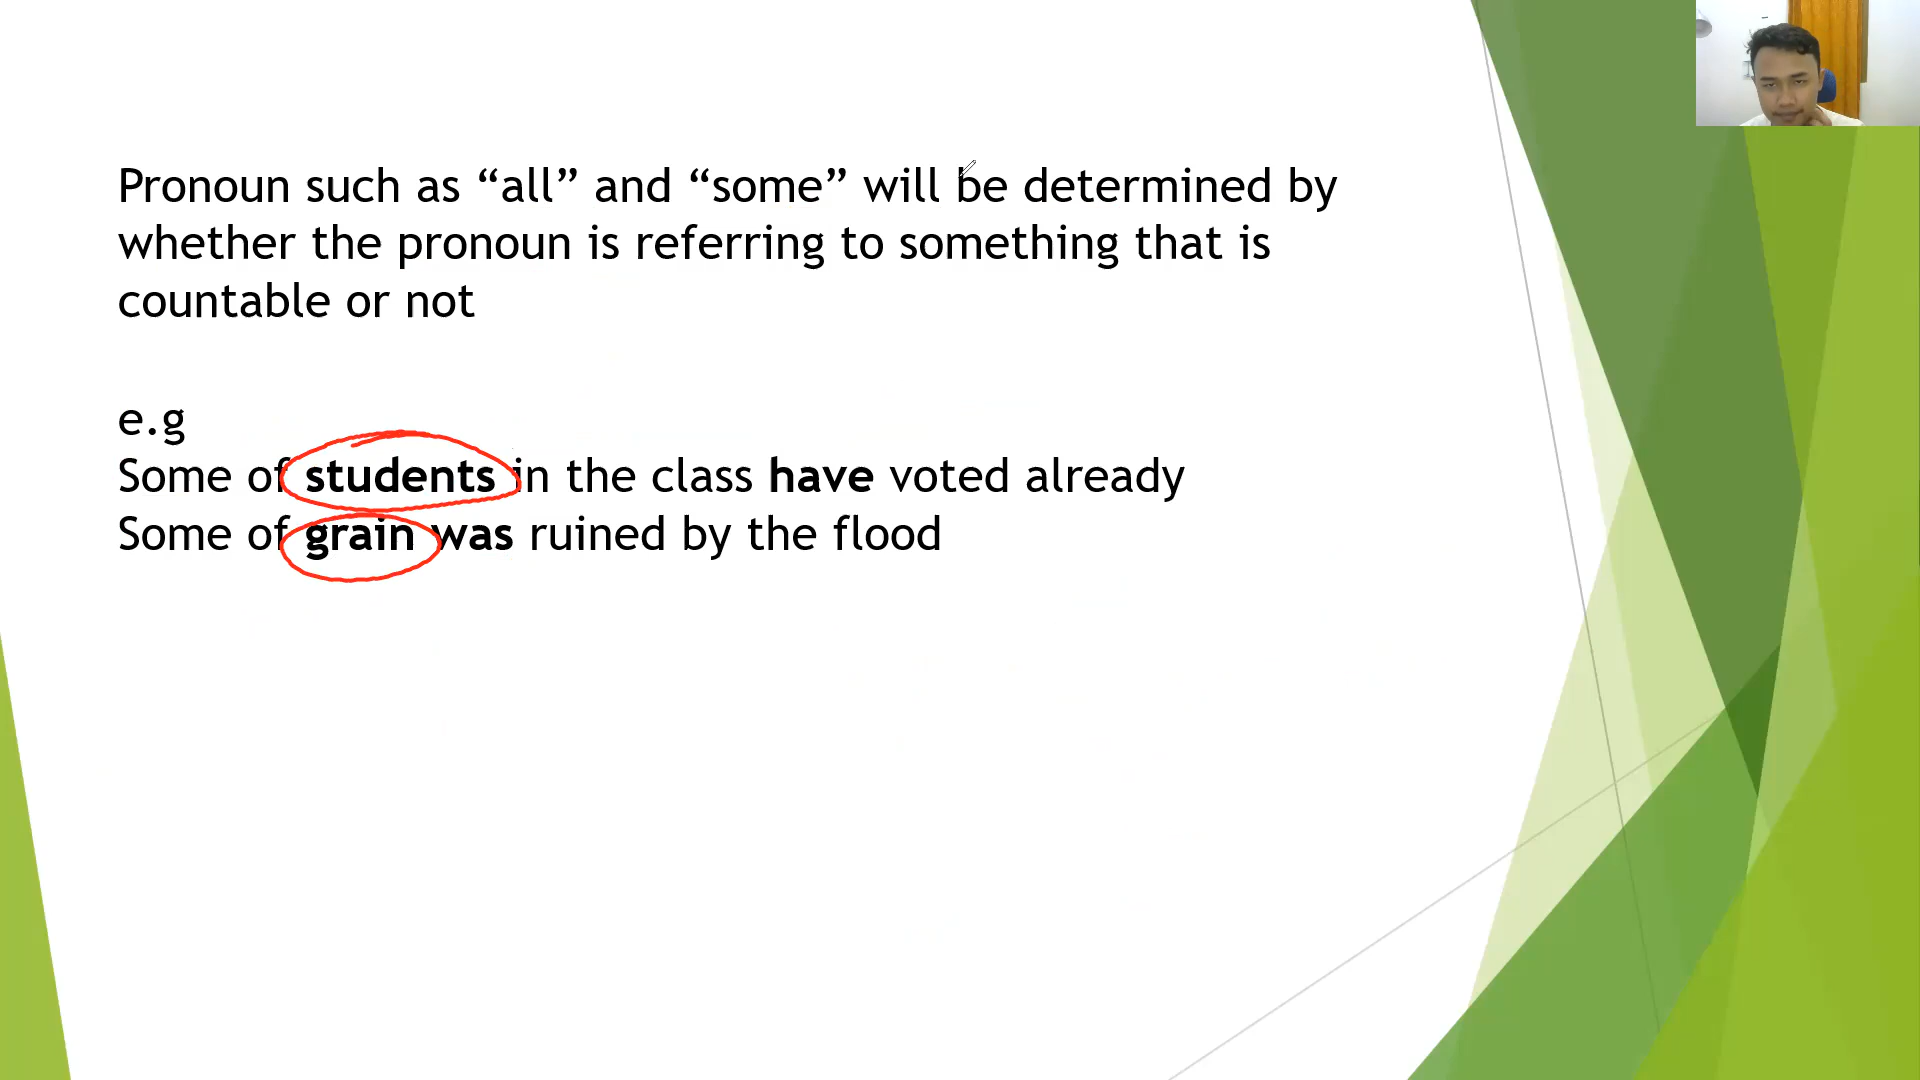 Pronoun such as “all” and “some” will be determined by
whether the pronoun is referring to something that is
countable or not
e.g
Some of students in the class have voted already
Some of grain was ruined by the flood